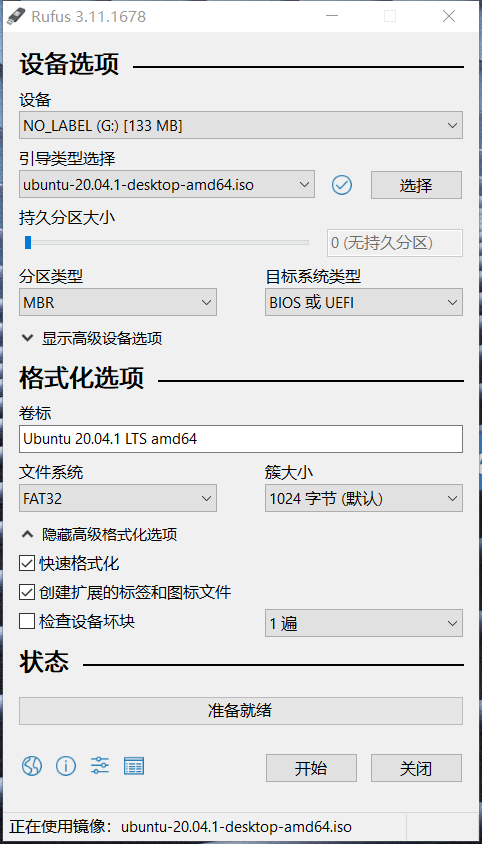 Rufus 3.11.1678
设备选项
设备
NO_LABEL (G:) [133 MB]
引导类型选择
ubuntu-20.04.1-desktop-amd64.iso
选择
持久分区大小
0 (无持久分区)
分区类型
目标系统类型
MBR
BIOS 或 UEFI
显示高级设备选项
格式化选项
卷标
Ubuntu 20.04.1 LTS amd64
文件系统
簇大小
FAT32
1024 字节 (默认)
隐藏高级格式化选项
快速格式化
创建扩展的标签和图标文件
检查设备坏块
1 遍
状态
准备就绪
开始
关闭
正在使用镜像：ubuntu-20.04.1-desktop-amd64.iso